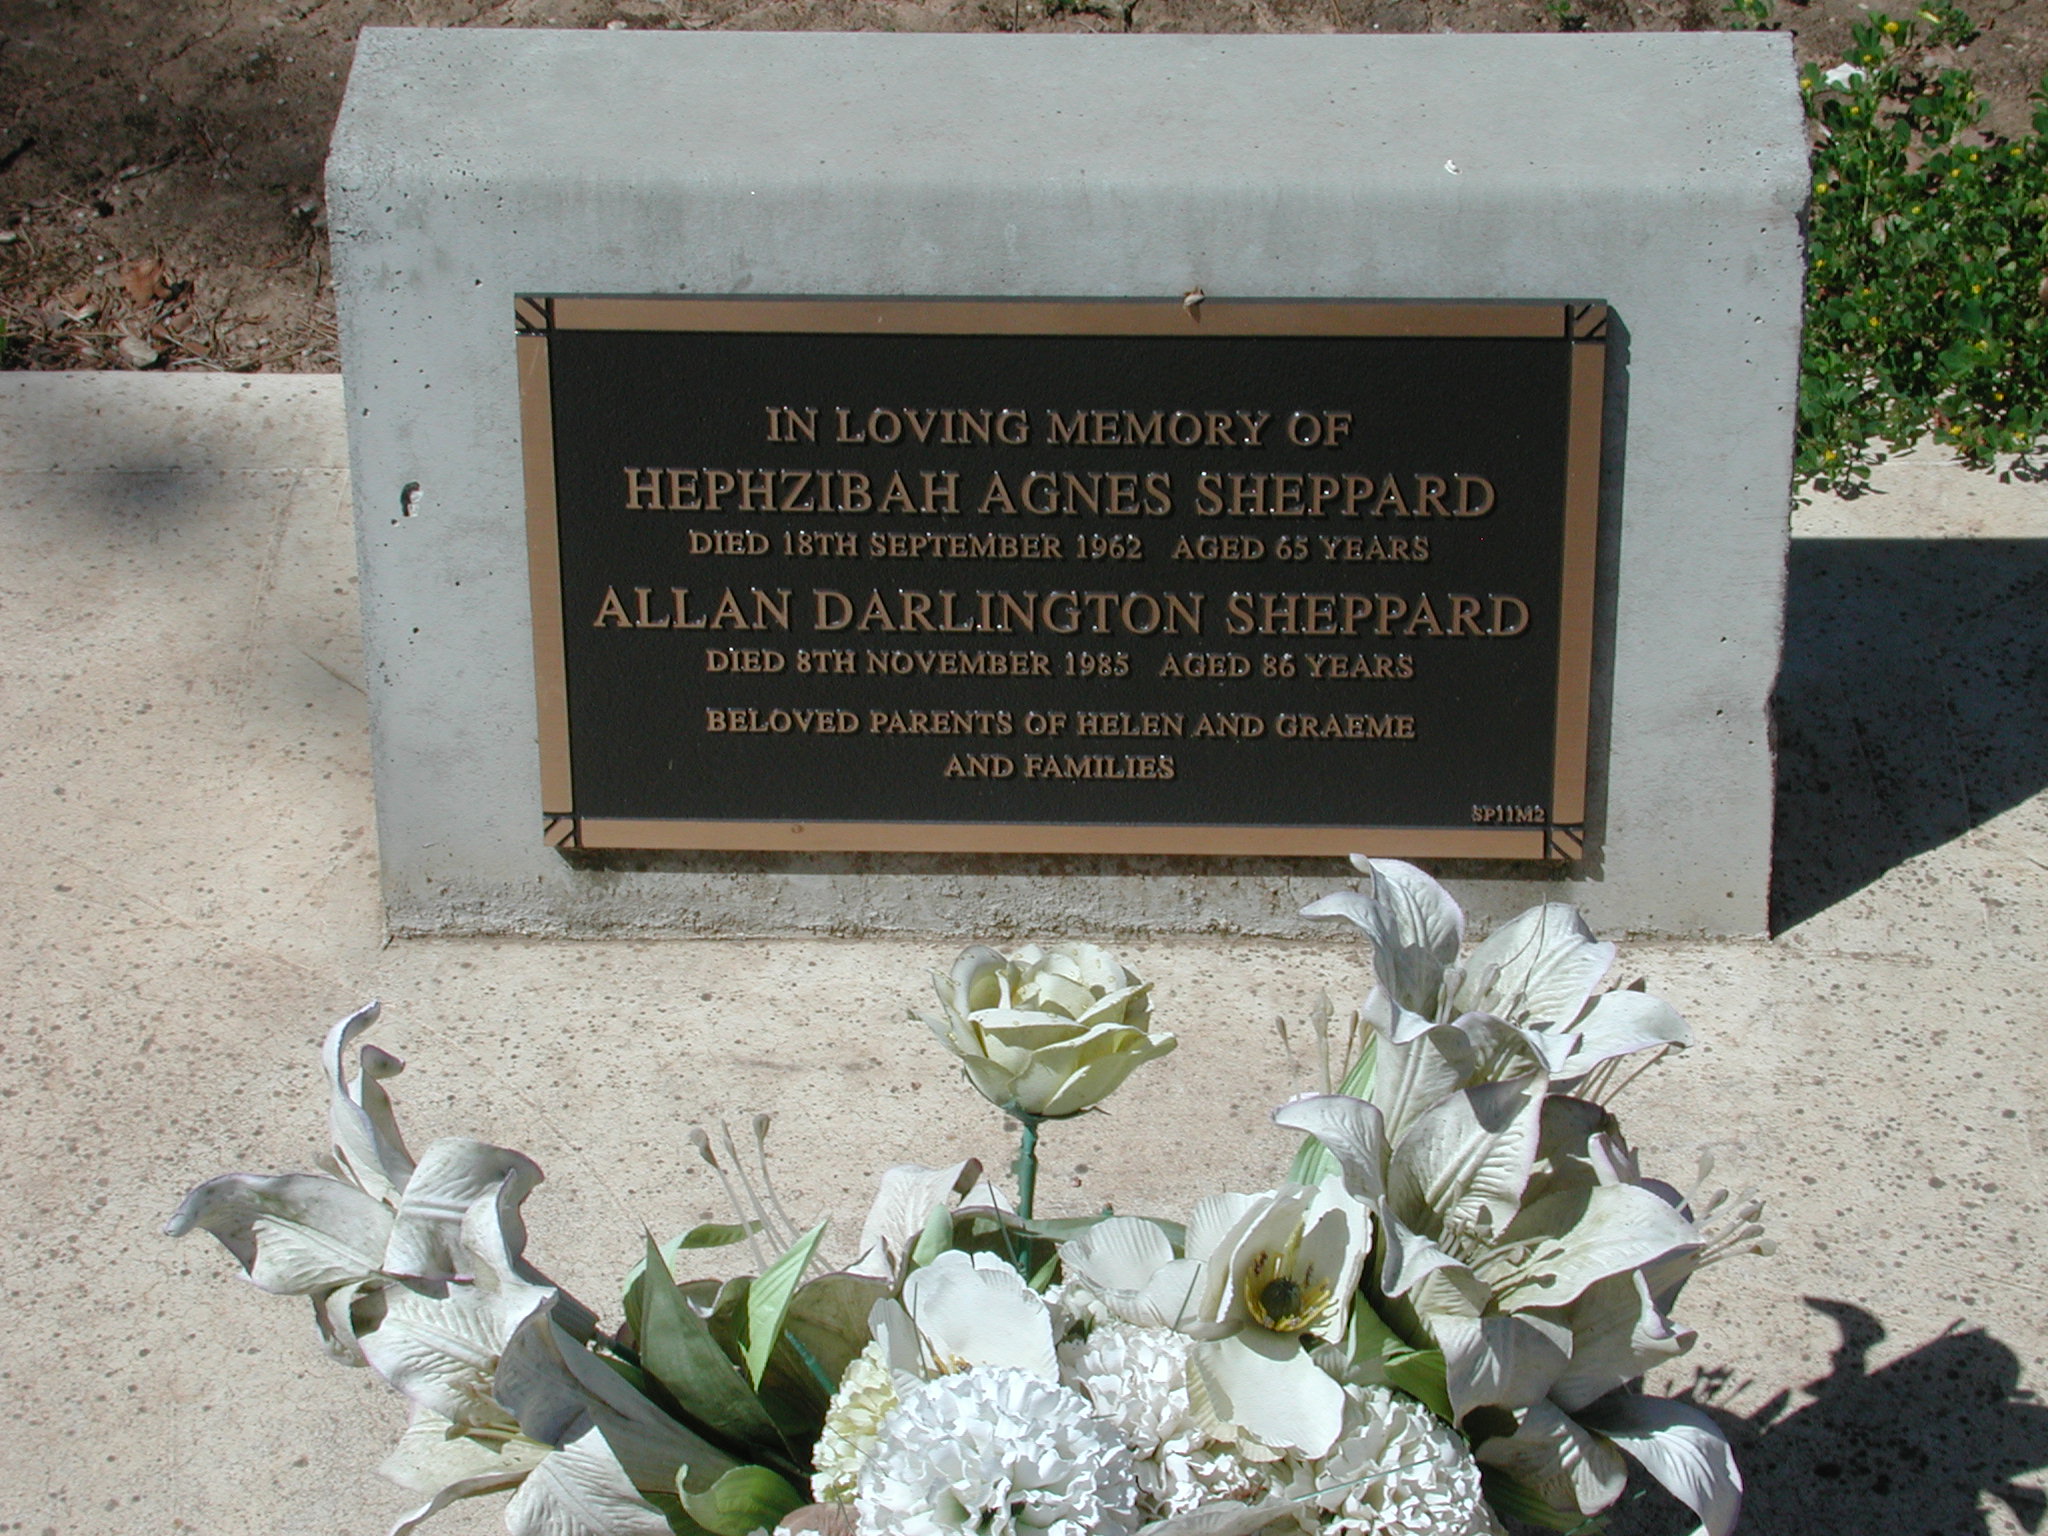 IN LOVING MEMORY OF
HEPHZIBAH AGNES SHEPPARD
DIED 18TH SEPTEMBER 1962 AGED 65 YEARS
ALLAN DARLINGTON SHEPPARD
DIED 8TH NOVEMBER 1985 AGED 86 YEARS
BELOVED PARENTS OF HELEN AND GRAEME
AND FAMILIES
SP11M2